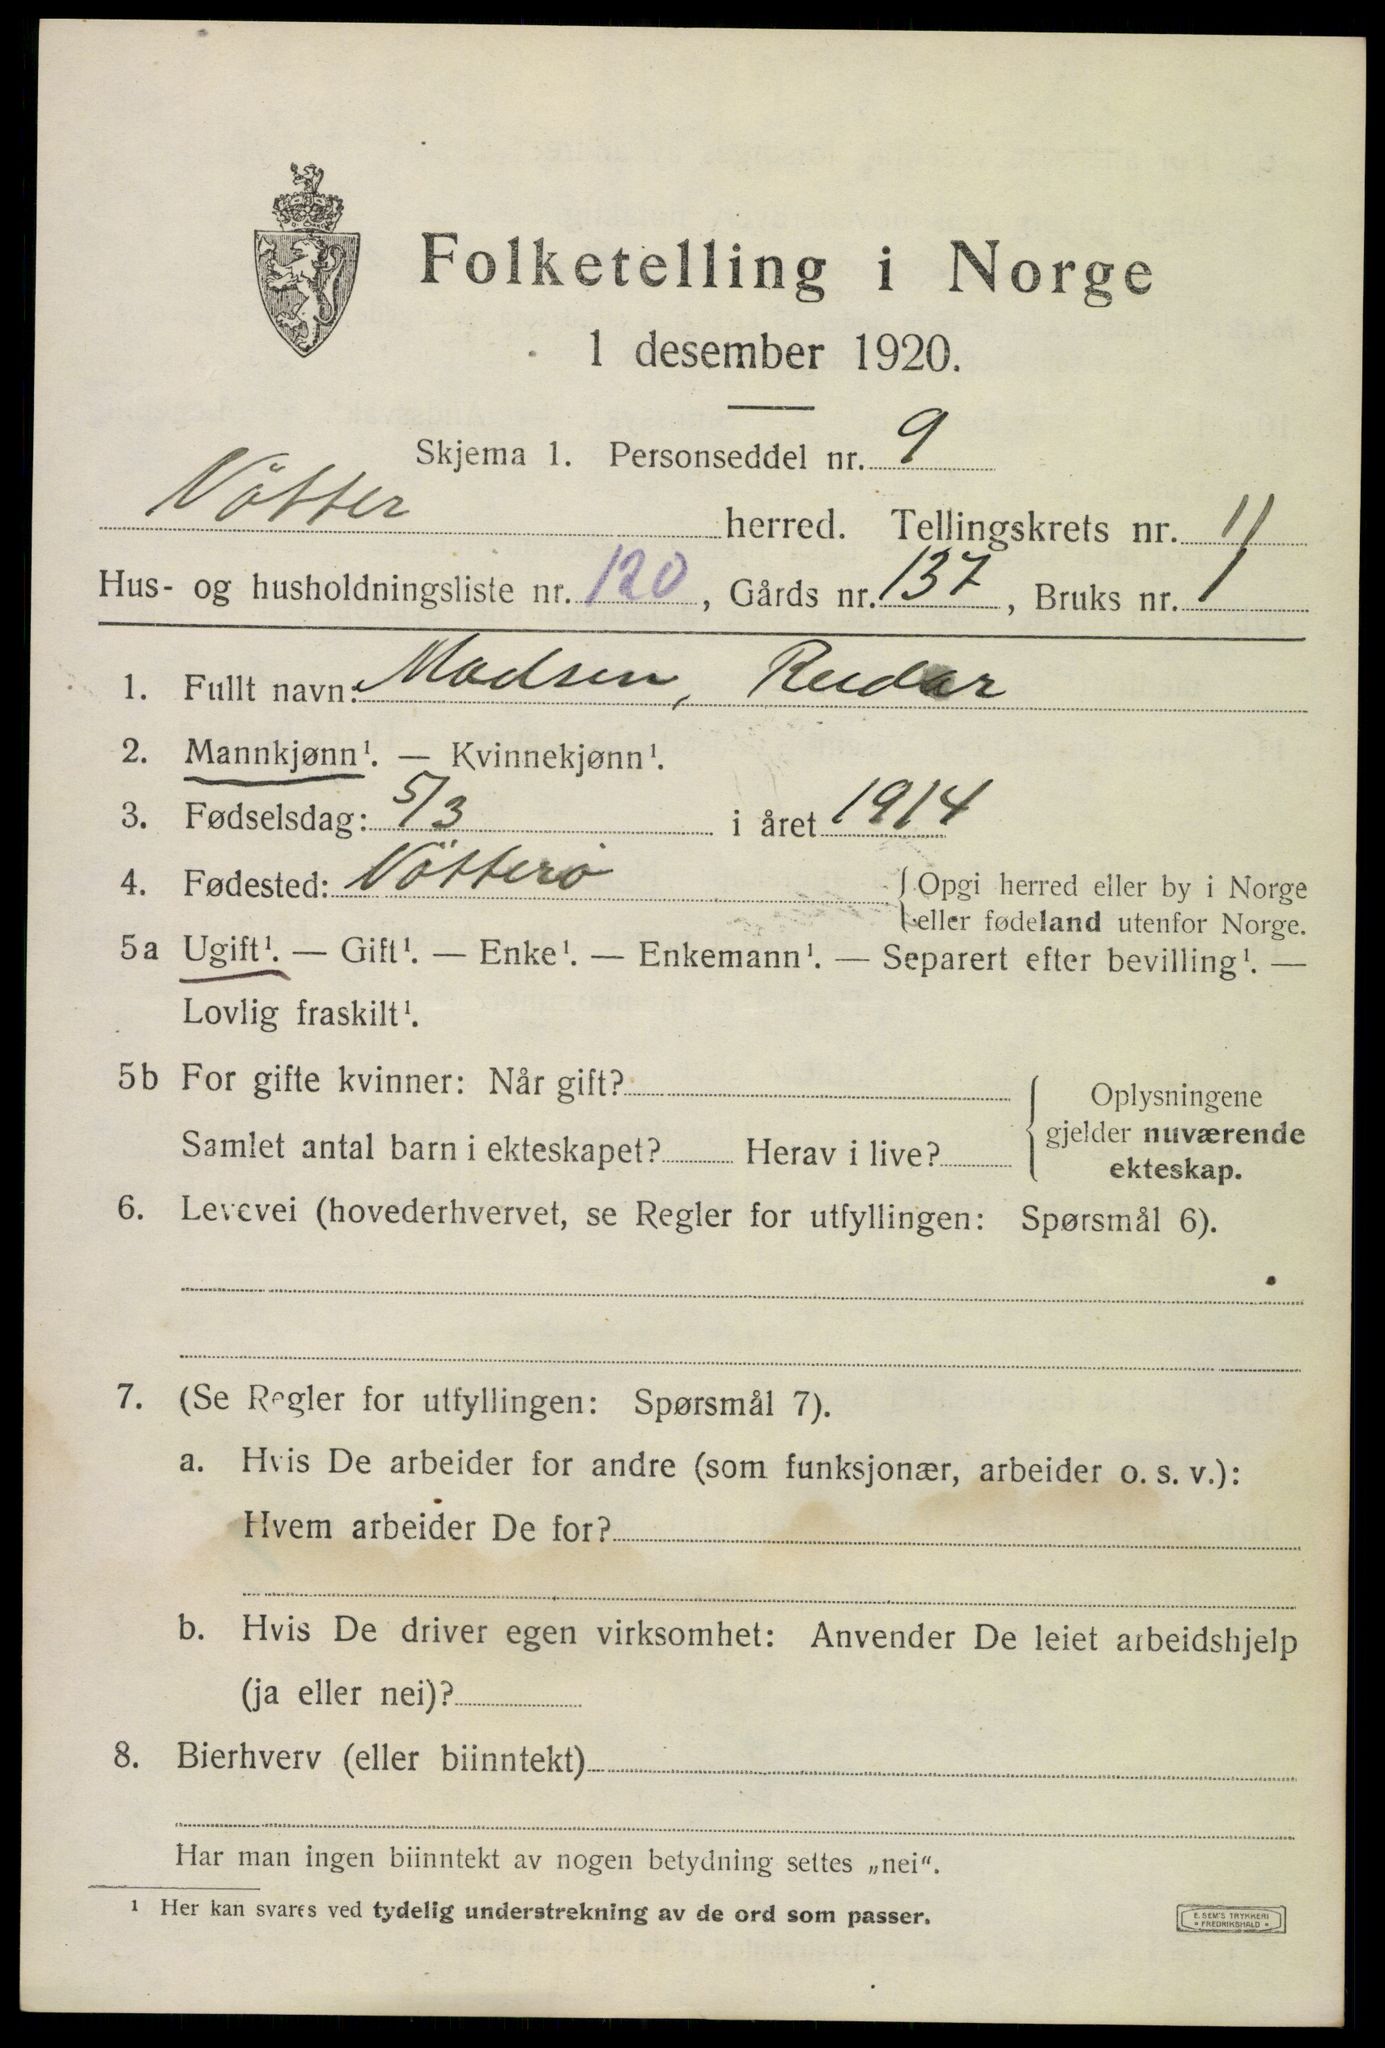 Folketelling i Norge
1 desember 1920.
Skjema 1. Personseddel nr. 9
Nötter herred. Tellingskrets nr. 11
Hus- og husholdningsliste nr. 120, Gårds nr. 137, Bruks nr. 1
1. Fullt navn: Madsen, Reidar
2. Mannkjønn¹. — Kvinnekjønn¹.
3. Fødselsdag: 5/3 i året 1914
4. Fødested: Nötterö {Opgi herred eller by i Norge
eller fødeland utenfor Norge.
5a Ugift¹. — Gift¹. — Enke¹. — Enkemann¹. — Separert efter bevilling¹. —
Lovlig fraskilt¹.
5b For gifte kvinner: Når gift? Oplysningene
gjelder nuværende
Samlet antal barn i ekteskapet? Herav i live?
ekteskap.
6. Levevei (hovederhvervet, se Regler for utfyllingen: Spørsmål 6).
7. (Se Regler for utfyllingen: Spørsmål 7).
a. Hvis De arbeider for andre (som funksjonær, arbeider o. s. v.):
Hvem arbeider De for?
b. Hvis De driver egen virksomhet: Anvender De leiet arbeidshjelp
(ja eller nei)?
8. Bierhverv (eller biinntekt)
Har man ingen biinntekt av nogen betydning settes „nei“.
¹ Her kan svares ved tydelig understrekning av de ord som passer.
E. SEM'S TRYKKERI
FREDRIKSHALD